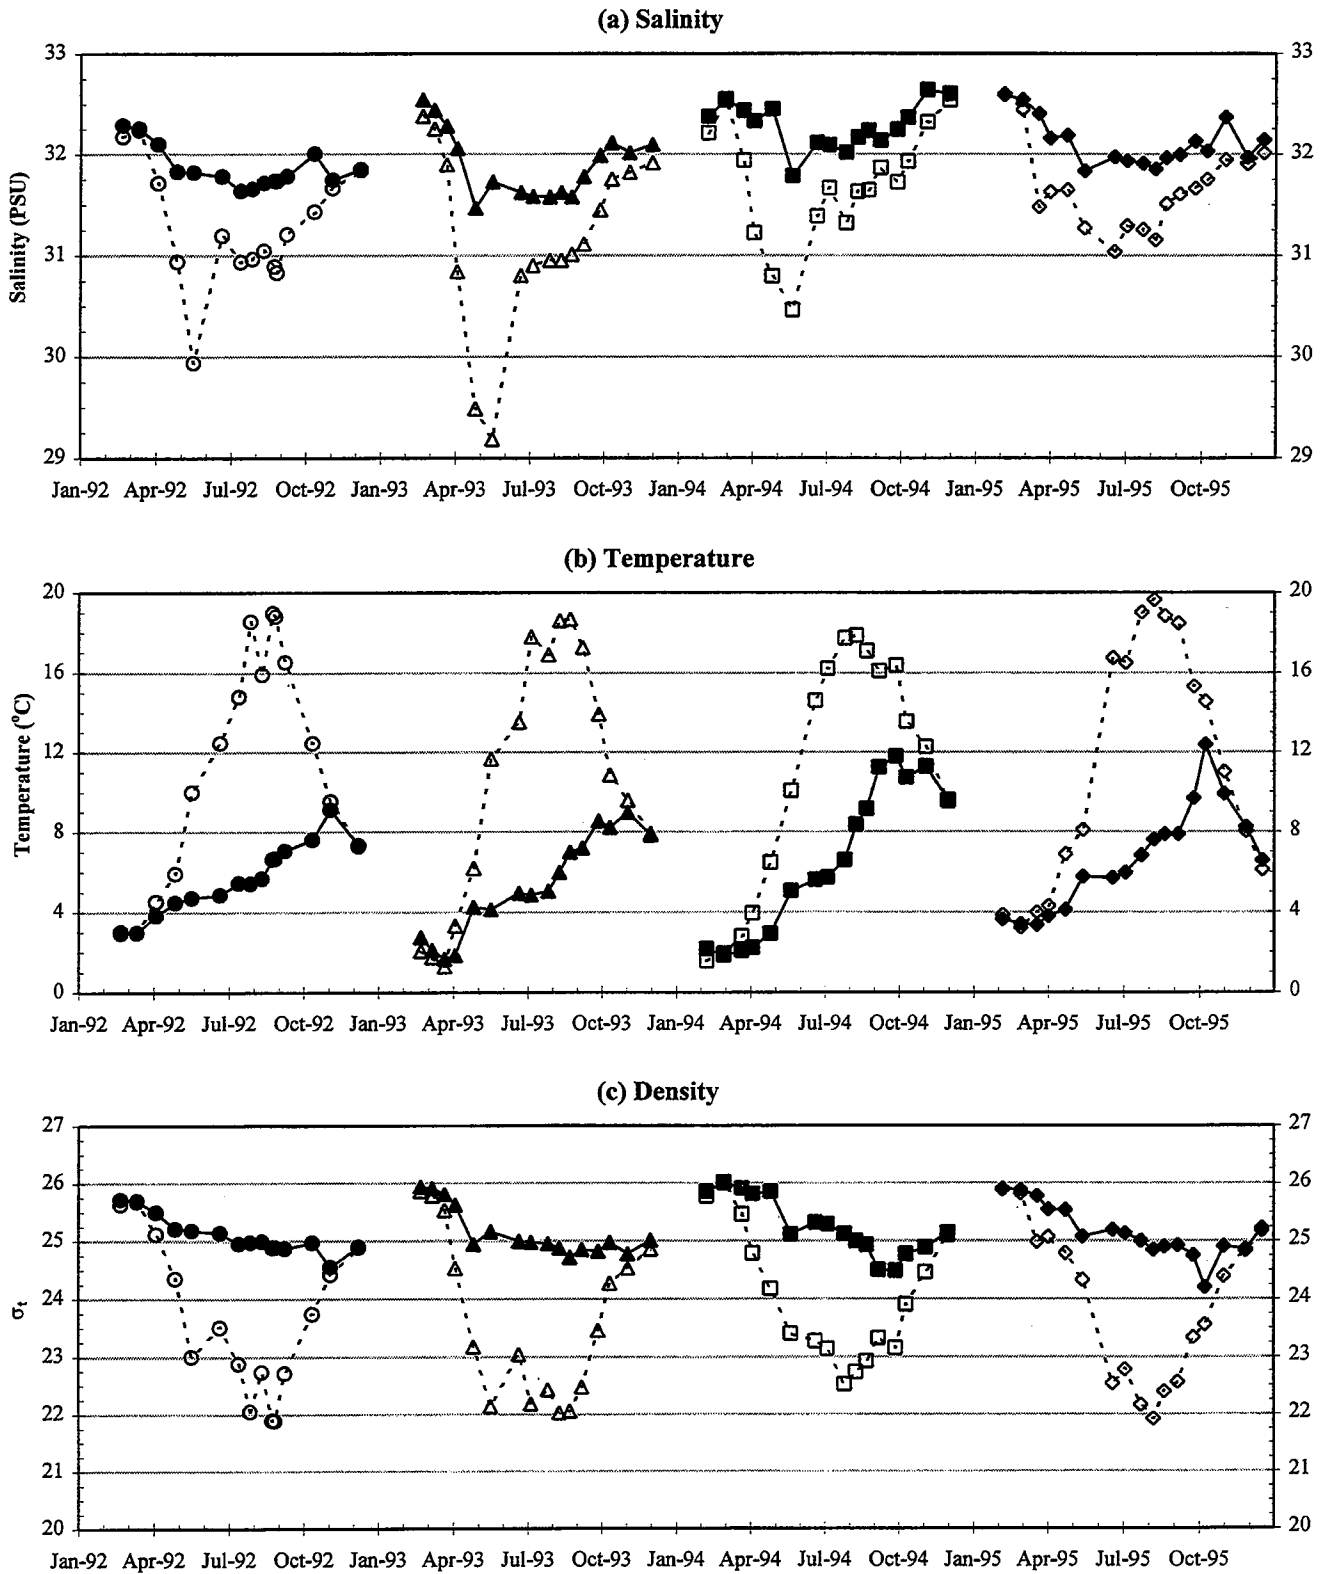 (a) Salinity
33 33
32 32
31 31
30 30
29 29
Salinity (PSU)
Jan-92 Apr-92 Jul-92 Oct-92 Jan-93 Apr-93 Jul-93 Oct-93 Jan-94 Apr-94 Jul-94 Oct-94 Jan-95 Apr-95 Jul-95 Oct-95
(b) Temperature
20 20
16 16
12 12
8 8
4 4
0 0
Temperature (⁰C)
Jan-92 Apr-92 Jul-92 Oct-92 Jan-93 Apr-93 Jul-93 Oct-93 Jan-94 Apr-94 Jul-94 Oct-94 Jan-95 Apr-95 Jul-95 Oct-95
(c) Density
27 27
26 26
25 25
24 24
23 23
22 22
21 21
20 20
σt
Jan-92 Apr-92 Jul-92 Oct-92 Jan-93 Apr-93 Jul-93 Oct-93 Jan-94 Apr-94 Jul-94 Oct-94 Jan-95 Apr-95 Jul-95 Oct-95